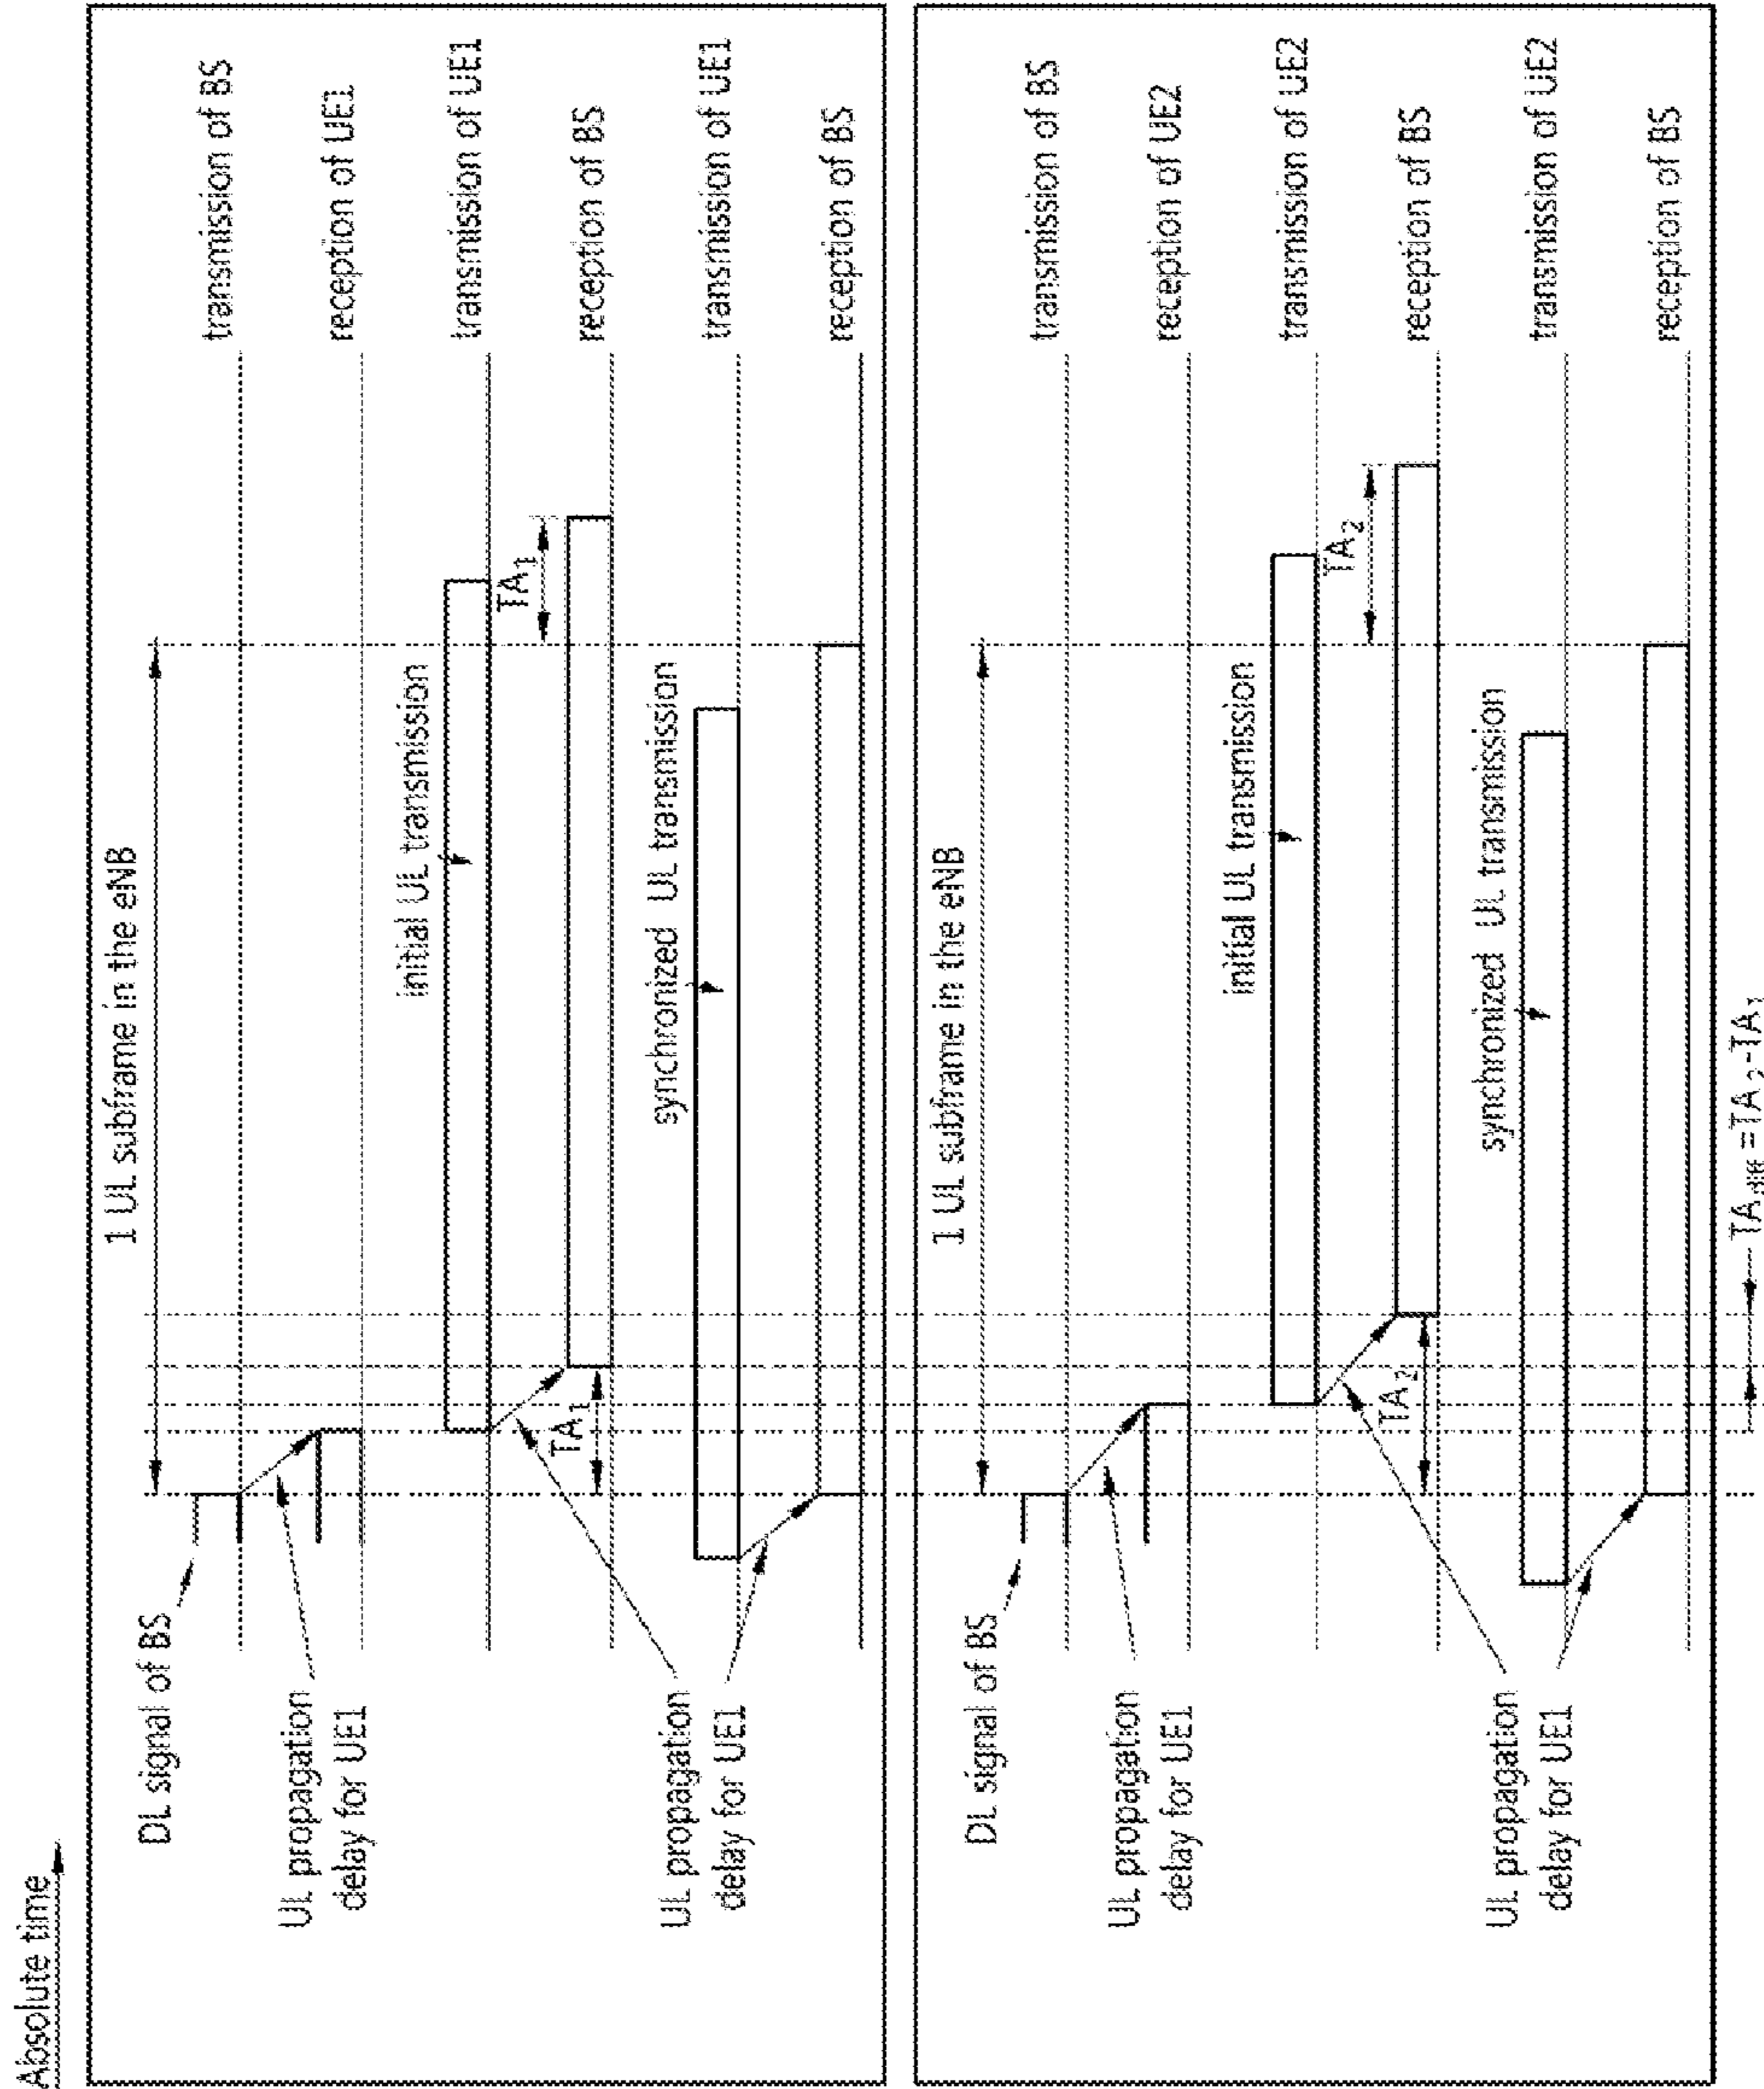 Absolute time
1 UL subframe in the eNB
DL signal of BS
transmission of BS
UL propagation
delay for UE1
reception of UE1
initial UL transmission
transmission of UE1
TA1
TA1
reception of BS
UL propagation
delay for UE1
synchronized UL transmission
transmission of UE1
reception of BS
1 UL subframe in the eNB
DL signal of BS
transmission of BS
UL propagation
delay for UE1
reception of UE2
initial UL transmission
transmission of UE2
TA2
TA2
reception of BS
UL propagation
delay for UE1
synchronized UL transmission
transmission of UE2
reception of BS
TAdiff=TA2-TA1